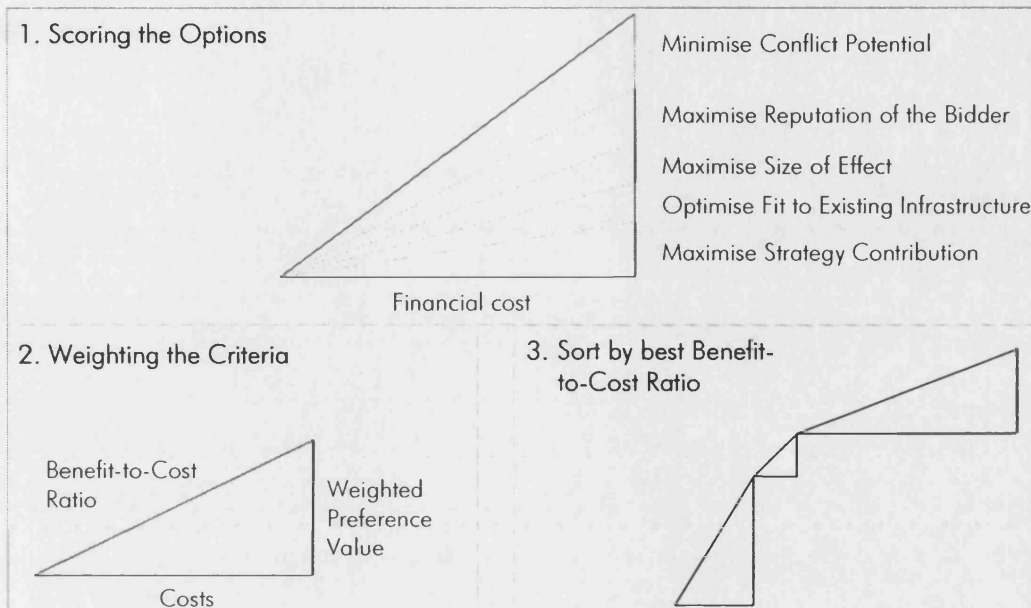 1. Scoring the Options
Minimise Conflict Potential
Maximise Reputation of the Bidder
Maximise Size of Effect
Optimise Fit to Existing Infrastructure
Maximise Strategy Contribution
Financial cost
2. Weighting the Criteria
Benefit-to-Cost
Ratio
Weighted
Preference
Value
Costs
3. Sort by best Benefit-
to-Cost Ratio